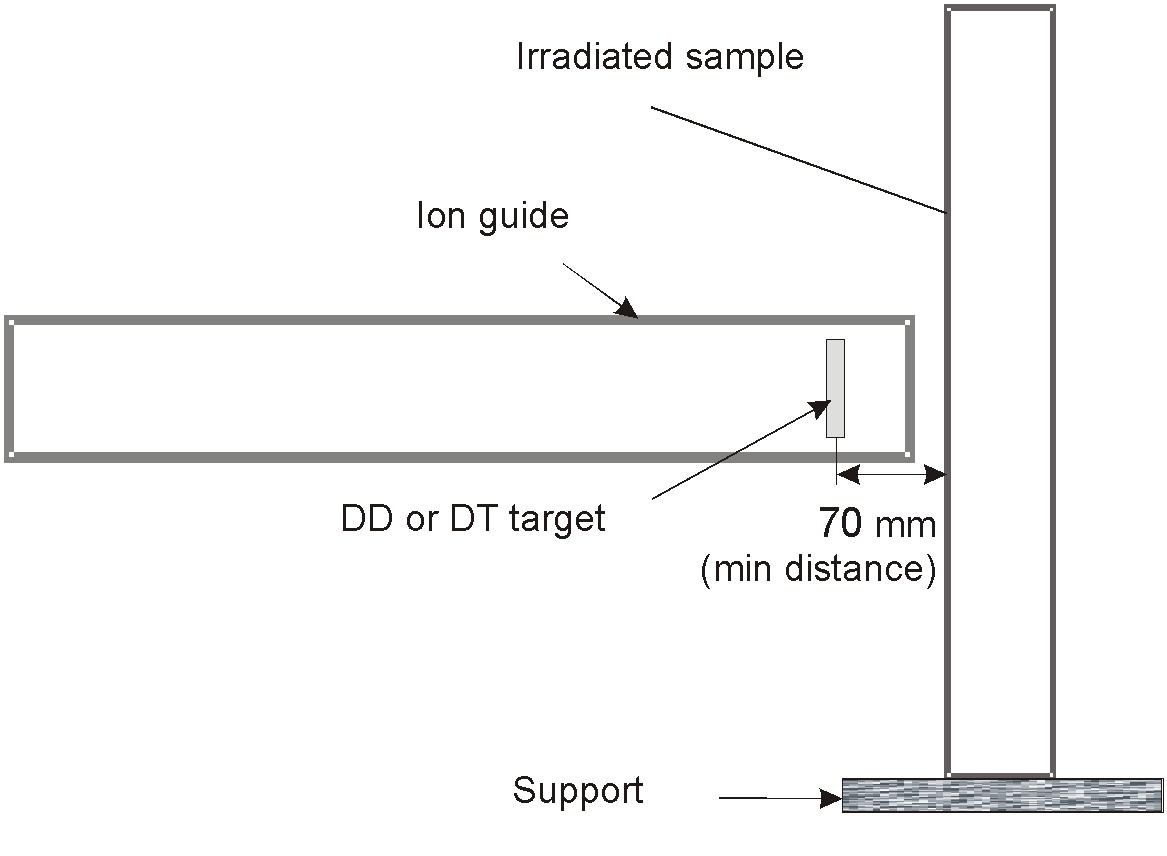 Irradiated sample
Ion guide
DD or DT target
70 mm
(min distance)
Support